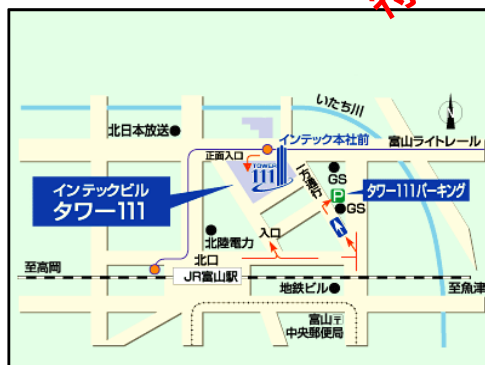 いたち川
北日本放送
インテック本社前
富山ライトレール
正面入口
TOWER
111
一方通行
GS
P
タワー111パーキング
GS
インテックビル
タワー111
北陸電力
入口
北口
至高岡
JR富山駅
地鉄ビル
至魚津
富山〒
中央郵便局